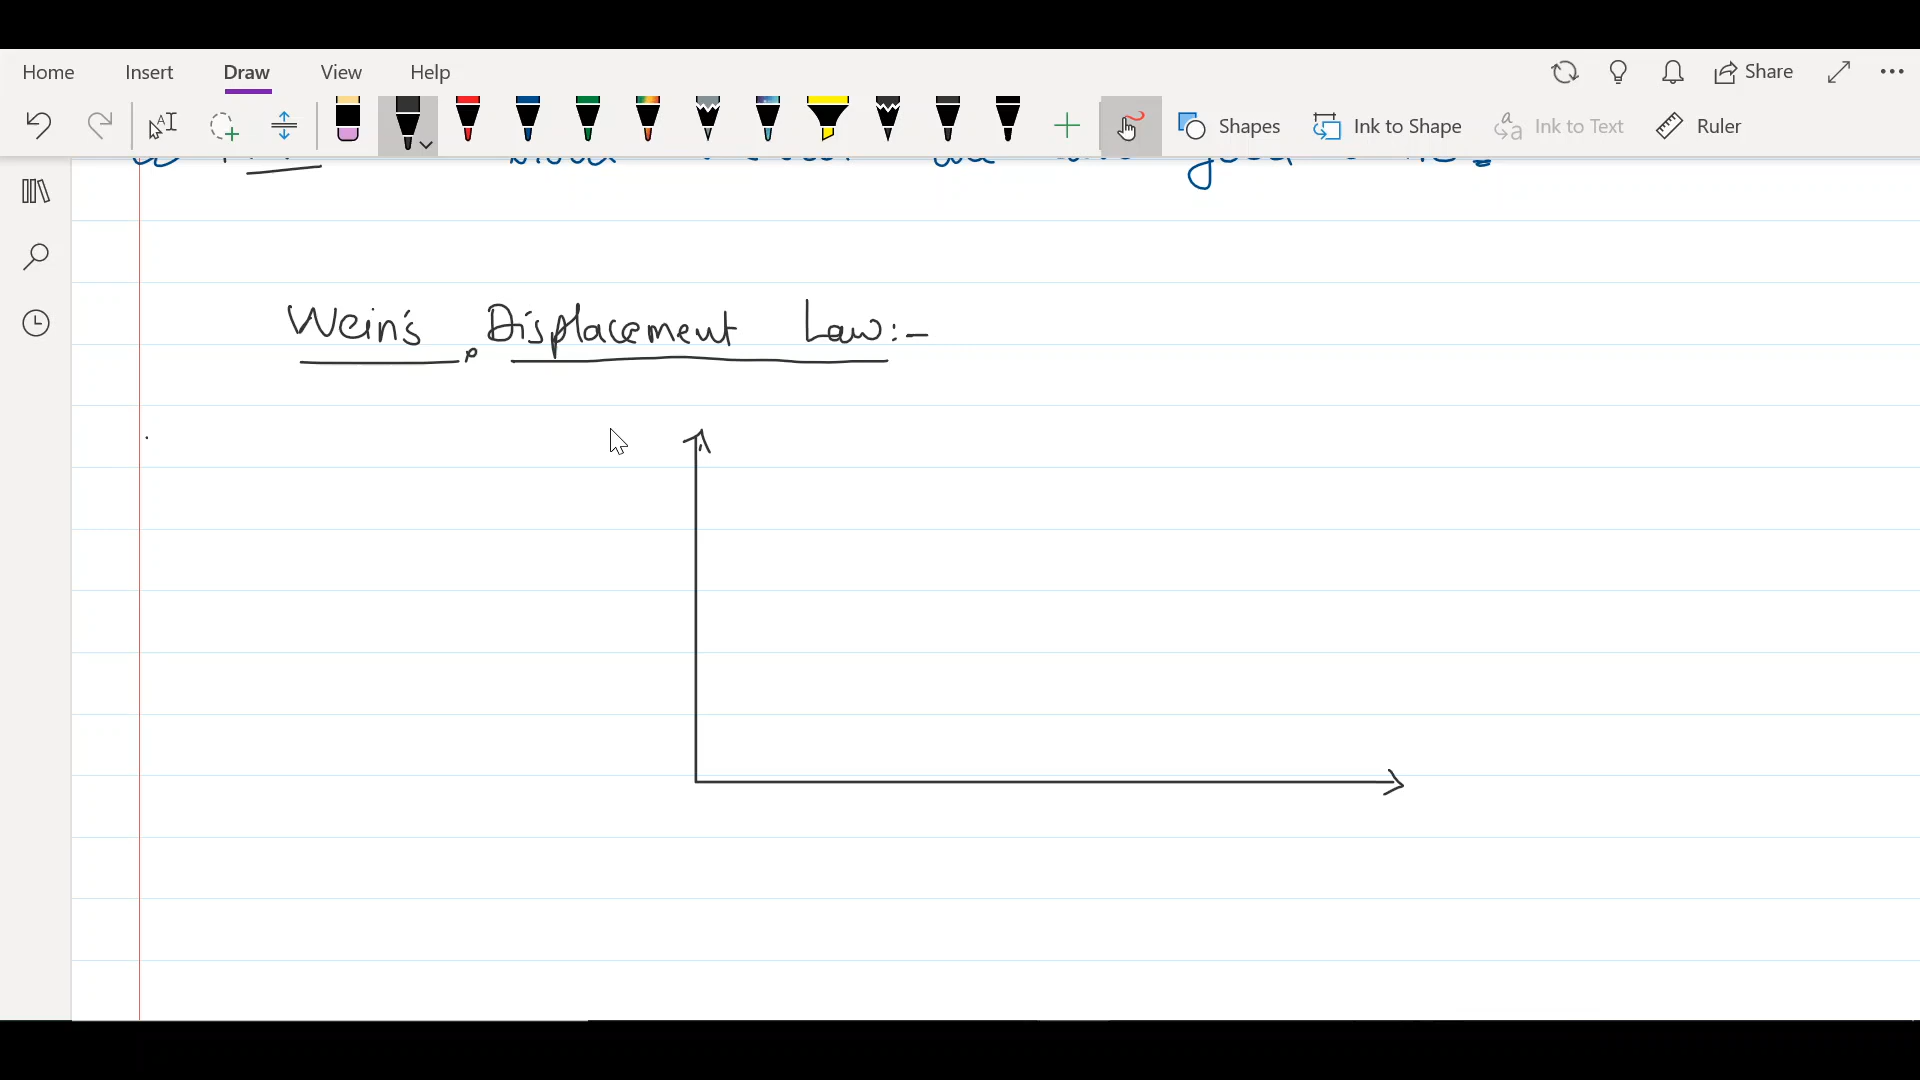 Home Insert Draw View Help Share
Shapes Ink to Shape Ink to Text Ruler
Wein's Displacement Law:-